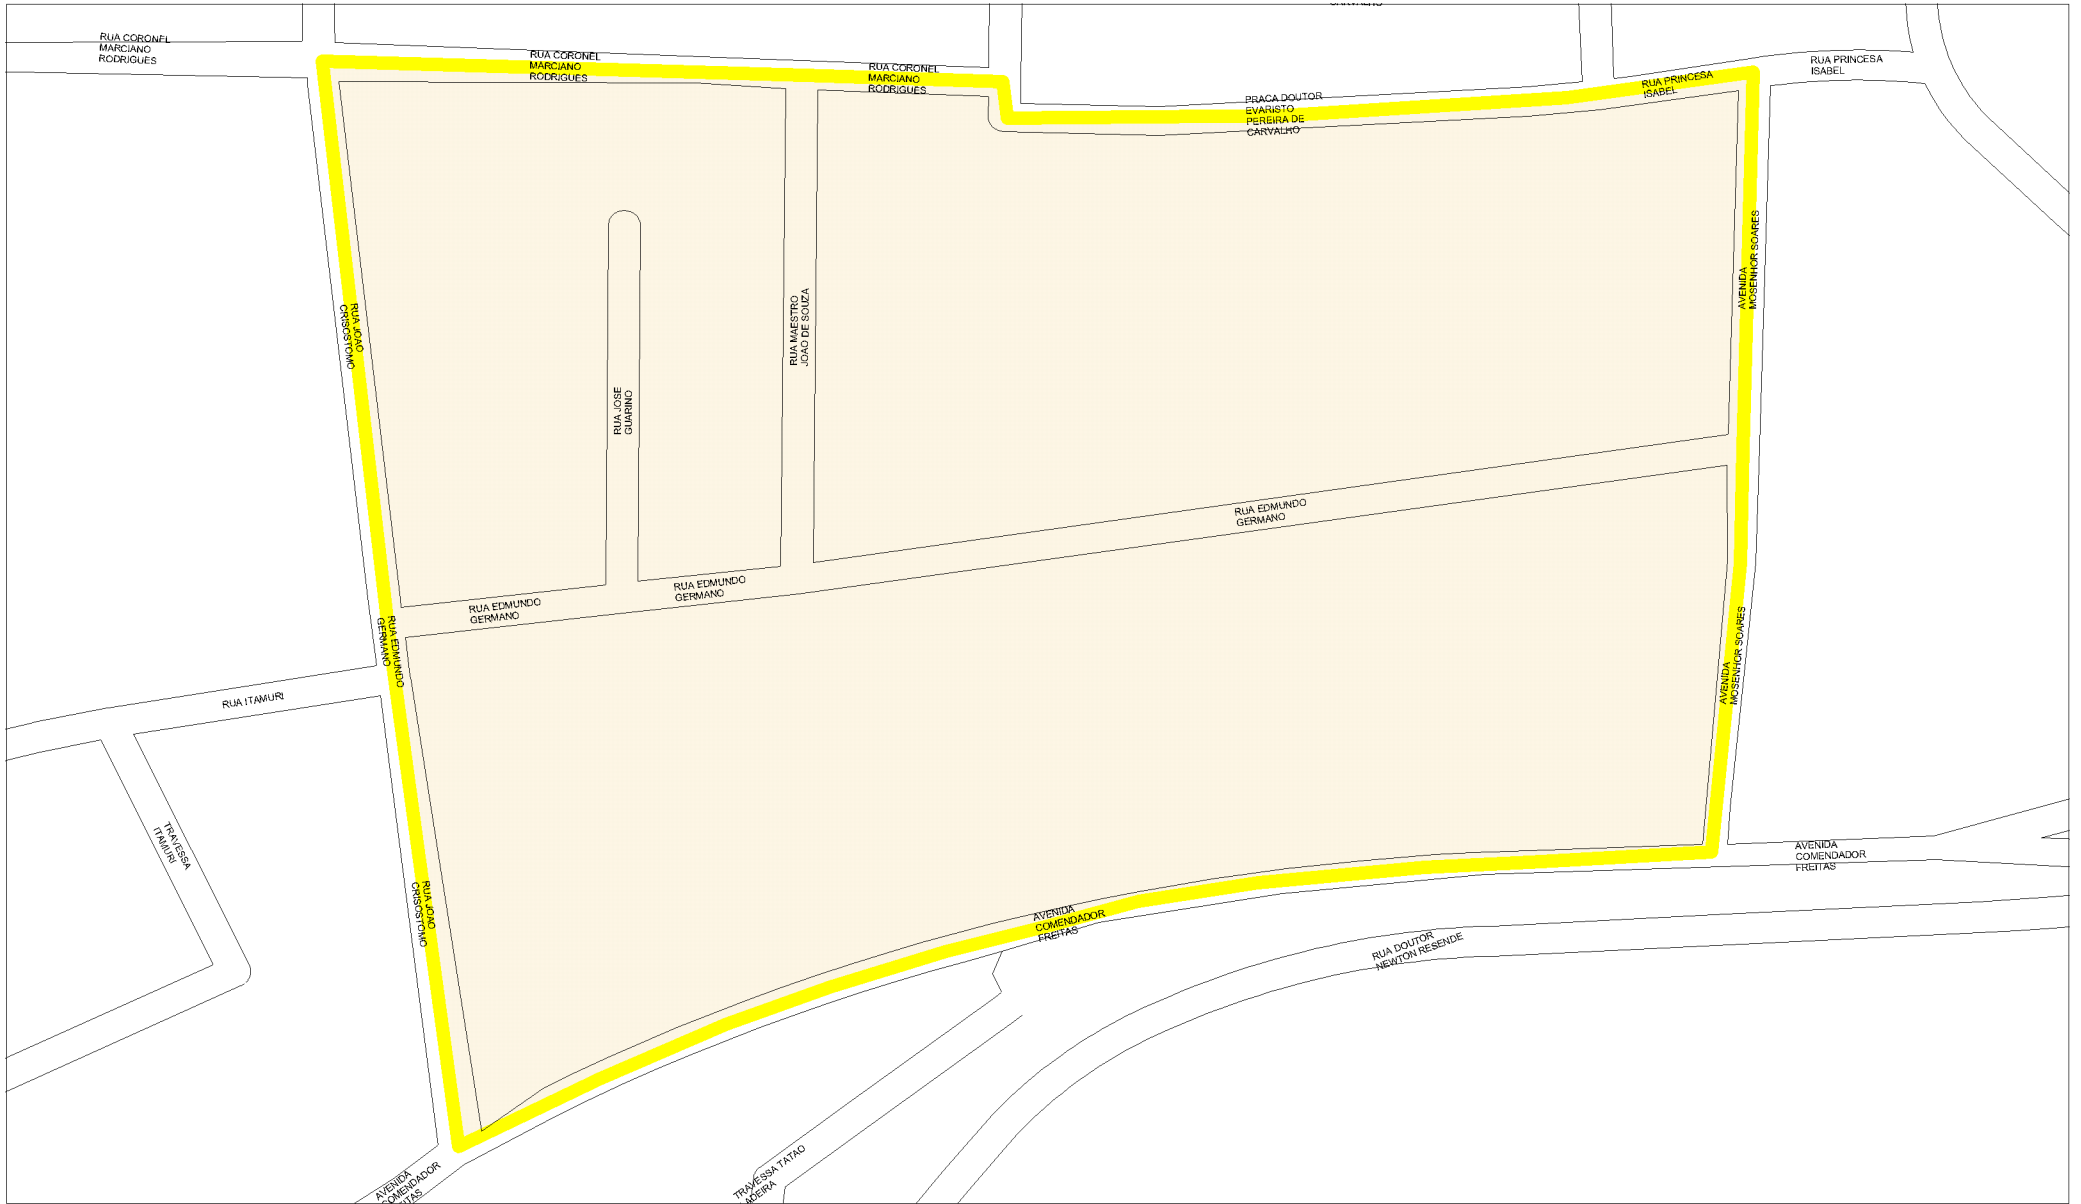 CARVALHO
RUA CORONEL
MARCIANO
RODRIGUES
RUA CORONEL
MARCIANO
RODRIGUES
RUA CORONEL
MARCIANO
RODRIGUES
PRACA DOUTOR
EVARISTO
PEREIRA DE
CARVALHO
RUA PRINCESA
ISABEL
RUA PRINCESA
ISABEL
RUA JOAO
CRISOSTOMO
RUA JOSE
GUARINO
RUA MAESTRO
JOAO DE SOUZA
AVENIDA
MOSENHOR SOARES
RUA EDMUNDO
GERMANO
RUA EDMUNDO
GERMANO
RUA EDMUNDO
GERMANO
RUA EDMUNDO
GERMANO
RUA ITAMURI
AVENIDA
MOSENHOR SOARES
TRAVESSA
ITAMURI
RUA JOAO
CRISOSTOMO
AVENIDA
COMENDADOR
FREITAS
AVENIDA
COMENDADOR
FREITAS
RUA DOUTOR
NEWTON RESENDE
AVENIDA
COMENDADOR
ITAS
TRAVESSA TATAO
ADEIRA